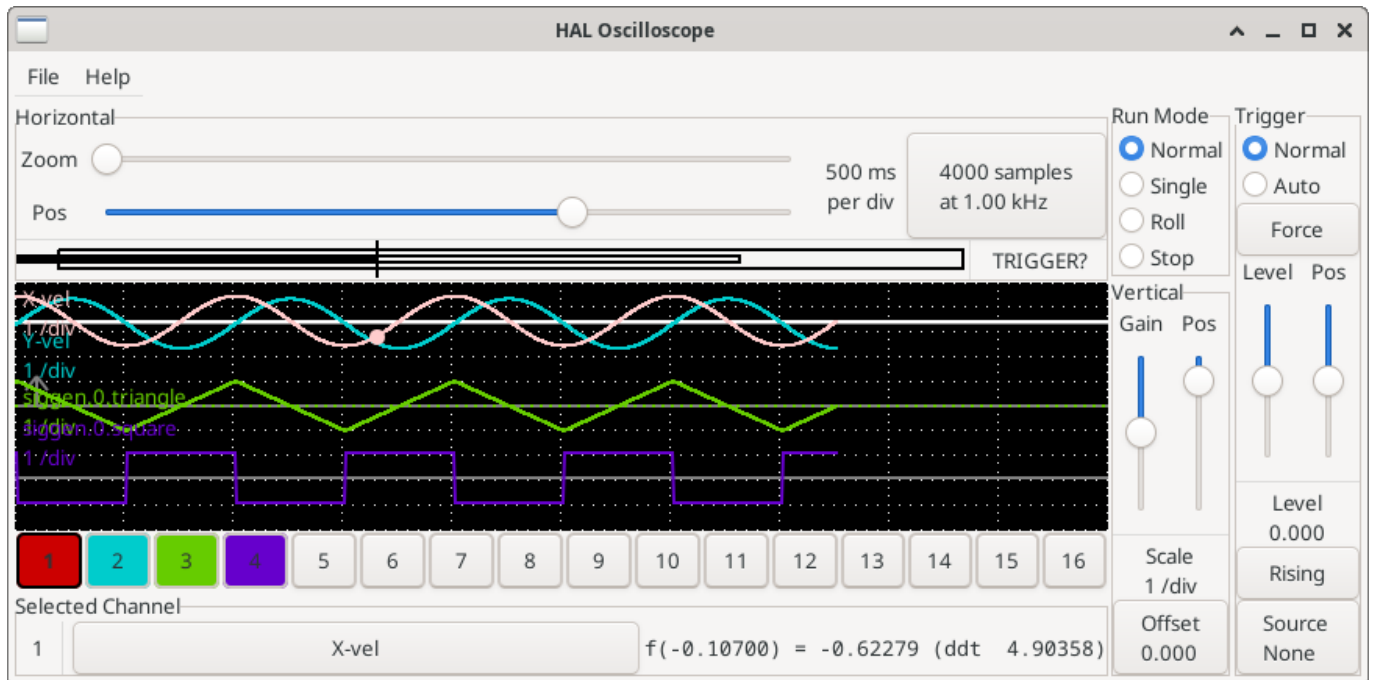 HAL Oscilloscope
File Help
Horizontal
Zoom
Pos
500 ms
per div
4000 samples
at 1.00 kHz
TRIGGER?
Run Mode
Normal
Single
Roll
Stop
Trigger
Normal
Auto
Force
Level Pos
Level
0.000
Rising
Source
None
Vertical
Gain Pos
Scale
1 /div
Offset
0.000
X-vel
1 /div
Y-vel
1 /div
siggen.0.triangle
1 /div
siggen.0.square
1 /div
1 2 3 4 5 6 7 8 9 10 11 12 13 14 15 16
Selected Channel
1 X-vel f(-0.10700) = -0.62279 (ddt 4.90358)